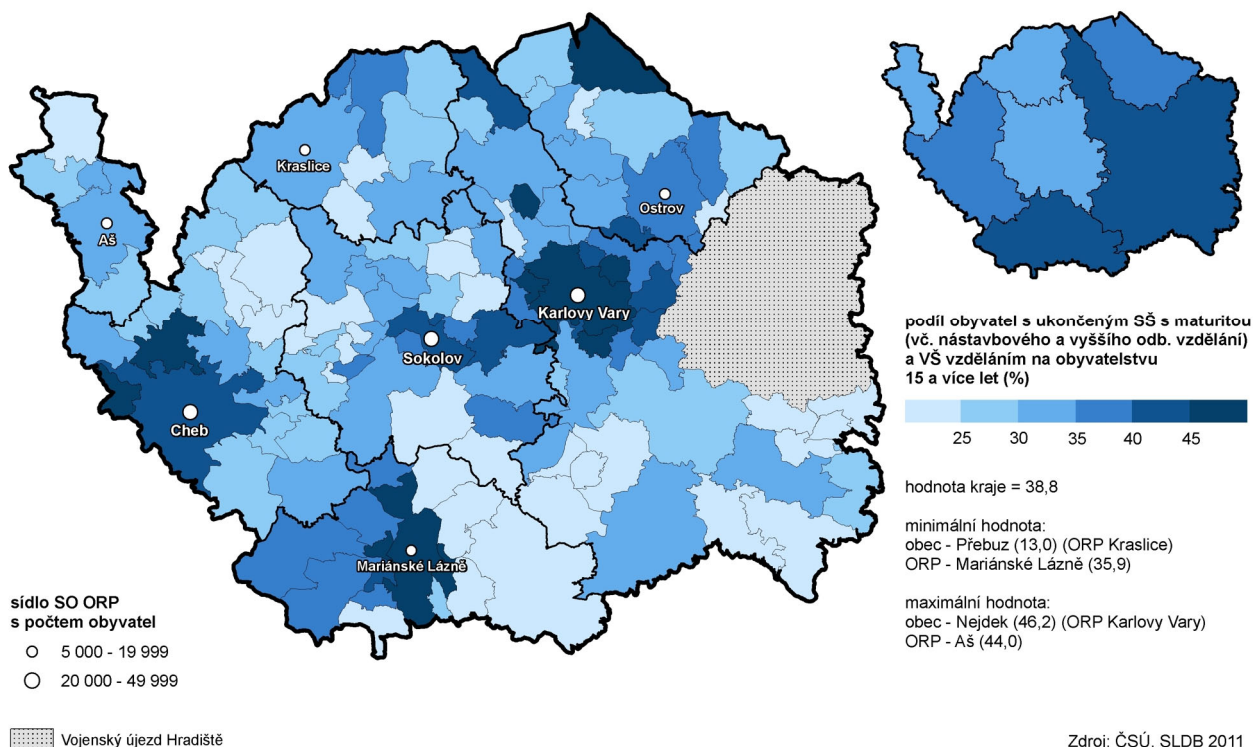 Kraslice
Aš
Ostrov
Karlovy Vary
Sokolov
Cheb
Mariánské Lázně
podíl obyvatel s ukončeným SŠ s maturitou
(vč. nástavbového a vyššího odb. vzdělání)
a VŠ vzděláním na obyvatelstvu
15 a více let (%)
25 30 35 40 45
hodnota kraje = 38,8
minimální hodnota:
obec - Přebuz (13,0) (ORP Kraslice)
ORP - Mariánské Lázně (35,9)
maximální hodnota:
obec - Nejdek (46,2) (ORP Karlovy Vary)
ORP - Aš (44,0)
sídlo SO ORP
s počtem obyvatel
5 000 - 19 999
20 000 - 49 999
Vojenský újezd Hradiště
Zdroj: ČSÚ, SLDB 2011